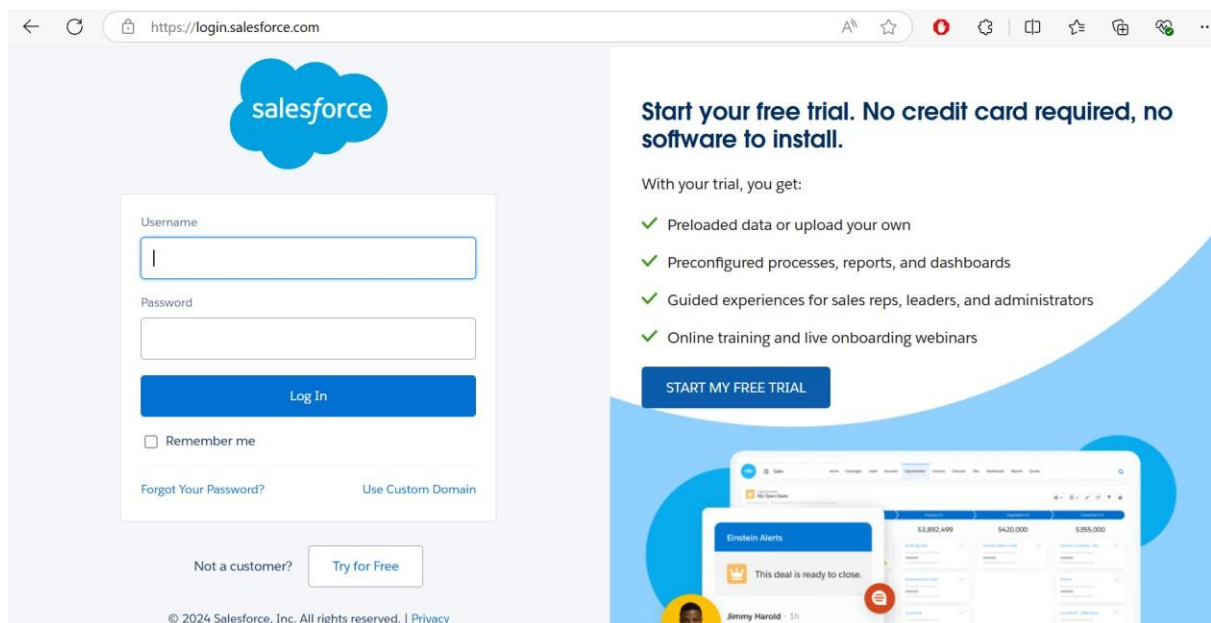 https://login.salesforce.com
salesforce
Username
Password
Log In
Remember me
Forgot Your Password?
Use Custom Domain
Not a customer?
Try for Free
© 2024 Salesforce, Inc. All rights reserved. | Privacy
Start your free trial. No credit card required, no
software to install.
With your trial, you get:
Preloaded data or upload your own
Preconfigured processes, reports, and dashboards
Guided experiences for sales reps, leaders, and administrators
Online training and live onboarding webinars
START MY FREE TRIAL
Sales
My Open Deals
$3,892,499
$420,000
$355,000
Einstein Alerts
This deal is ready to close.
Jimmy Harold · 1h